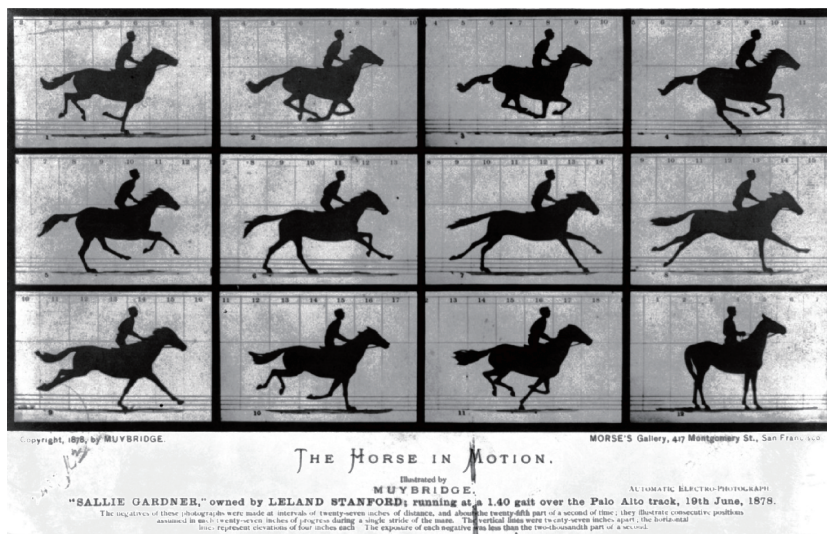 Copyright, 1878, by MUYBRIDGE.
MORSE'S Gallery, 417 Montgomery St., San Francisco
THE HORSE IN MOTION.
Illustrated by
MUYBRIDGE.
AUTOMATIC ELECTRO-PHOTOGRAPH
"SALLIE GARDNER," owned by LELAND STANFORD; running at a 1.40 gait over the Palo Alto track, 19th June, 1878.
The negatives of these photographs were made at intervals of twenty-seven inches of distance, and about the twenty-fifth part of a second of time; they illustrate consecutive positions
assumed in each twenty-seven inches of progress during a single stride of the mare. The vertical lines were twenty-seven inches apart; the horizontal
lines represent elevations of four inches each. The exposure of each negative was less than the two-thousandth part of a second.